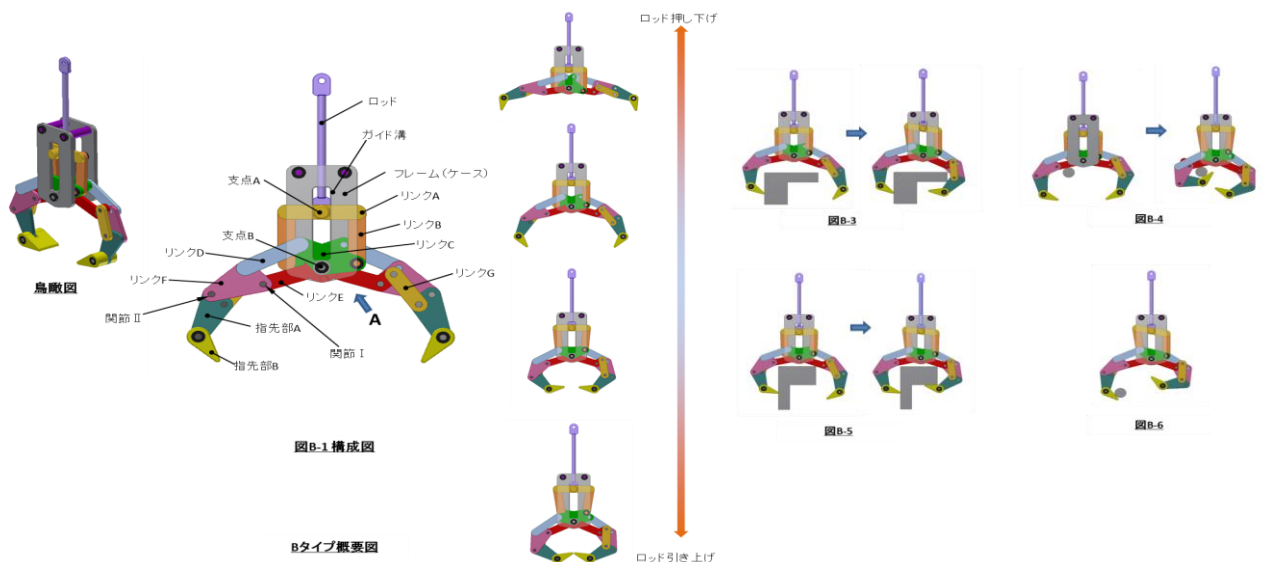 ロッド押し下げ
ロッド
ガイド溝
フレーム(ケース)
支点A
リンクA
リンクB
支点B
リンクC
リンクD
リンクG
リンクF
リンクE
A
関節Ⅱ
指先部A
関節Ⅰ
指先部B
鳥瞰図
図B-1 構成図
Bタイプ概要図
図B-3
図B-4
図B-5
図B-6
ロッド引き上げ